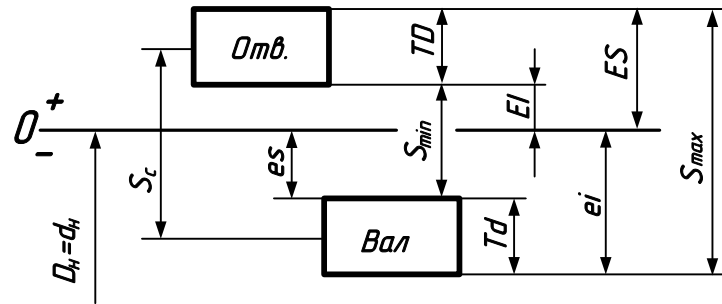 Отв.
TD
ES
EI
0
+
−
Smin
Smax
es
Sc
ei
Dн=dн
Вал
Td